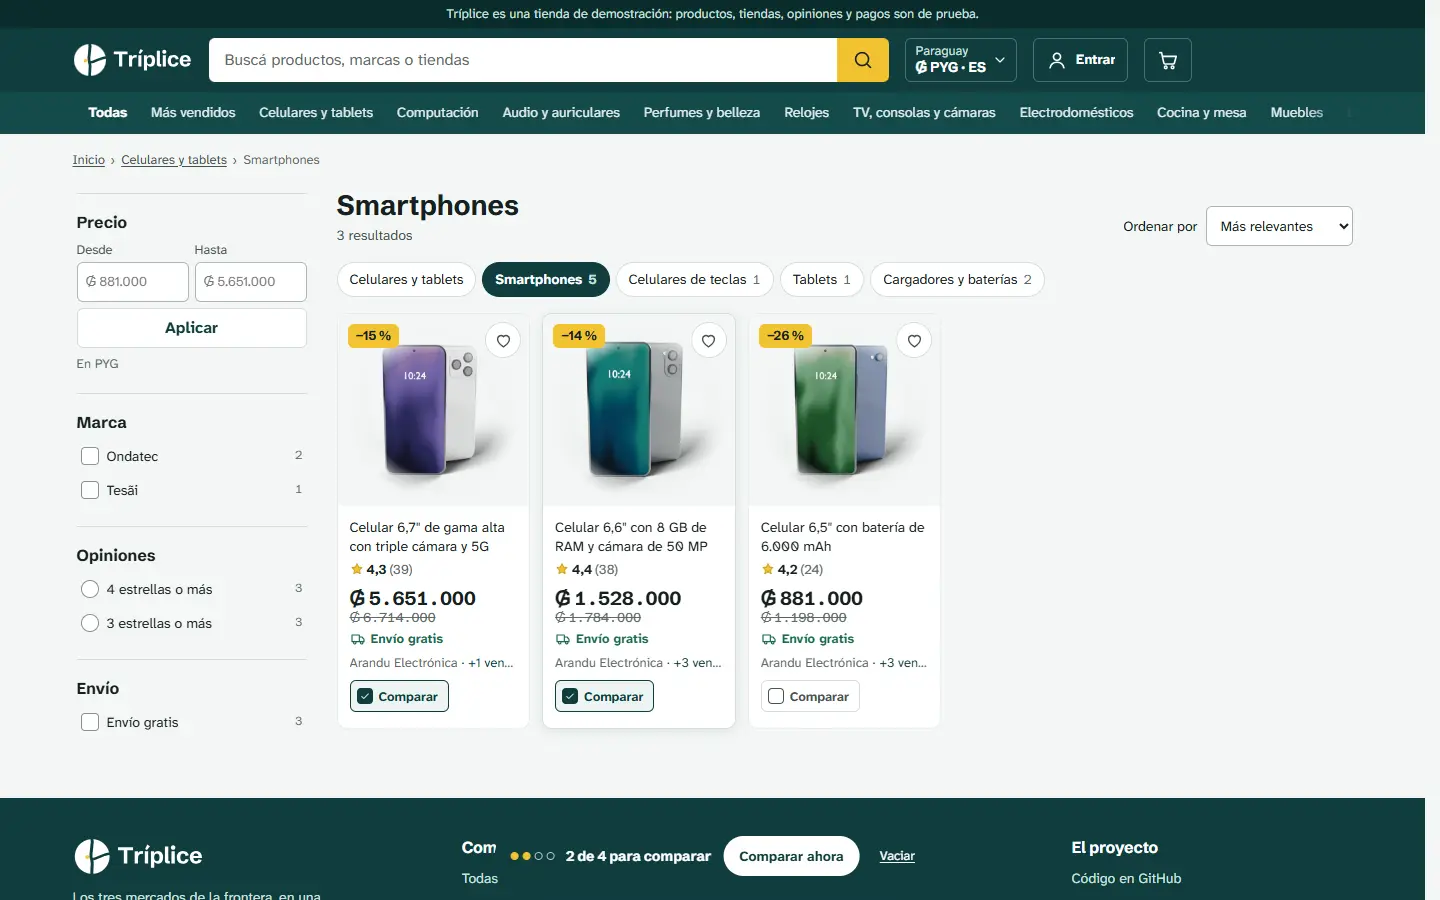 Tríplice es una tienda de demostración: productos, tiendas, opiniones y pagos son de prueba.
Tríplice
Buscá productos, marcas o tiendas
Paraguay
₲ PYG · ES
Entrar
Todas
Más vendidos
Celulares y tablets
Computación
Audio y auriculares
Perfumes y belleza
Relojes
TV, consolas y cámaras
Electrodomésticos
Cocina y mesa
Muebles
Inicio › Celulares y tablets › Smartphones
Precio
Desde
Hasta
₲ 881.000
₲ 5.651.000
Aplicar
En PYG
Marca
Ondatec 2
Tesãi 1
Opiniones
4 estrellas o más 3
3 estrellas o más 3
Envío
Envío gratis 3
Smartphones
3 resultados
Ordenar por
Más relevantes
Celulares y tablets
Smartphones 5
Celulares de teclas 1
Tablets 1
Cargadores y baterías 2
−15 %
10:24
Celular 6,7" de gama alta
con triple cámara y 5G
4,3 (39)
₲ 5.651.000
₲ 6.714.000
Envío gratis
Arandu Electrónica · +1 ven...
Comparar
−14 %
10:24
Celular 6,6" con 8 GB de
RAM y cámara de 50 MP
4,4 (38)
₲ 1.528.000
₲ 1.784.000
Envío gratis
Arandu Electrónica · +3 ven...
Comparar
−26 %
10:24
Celular 6,5" con batería de
6.000 mAh
4,2 (24)
₲ 881.000
₲ 1.198.000
Envío gratis
Arandu Electrónica · +3 ven...
Comparar
Tríplice
Los tres mercados de la frontera, en una
Com
Todas
2 de 4 para comparar
Comparar ahora
Vaciar
El proyecto
Código en GitHub